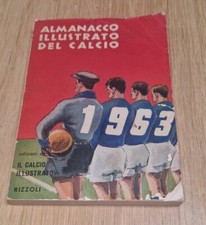 ALMANACCO
ILLUSTRATO
DEL CALCIO
1963
edizioni de
IL CALCIO
ILLUSTRATO
RIZZOLI